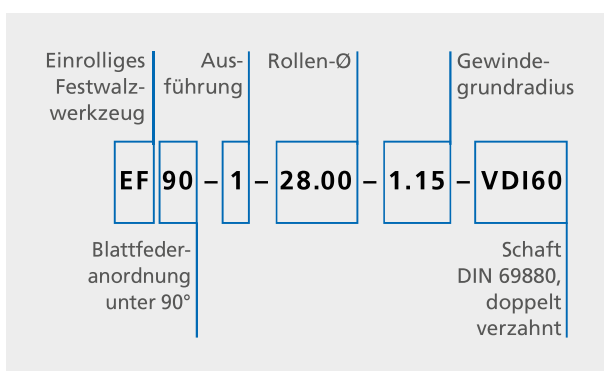 Einrolliges
Festwalz-
werkzeug
Aus-
führung
Rollen-Ø
Gewinde-
grundradius
EF 90 – 1 – 28.00 – 1.15 – VDI60
Blattfeder-
anordnung
unter 90°
Schaft
DIN 69880,
doppelt
verzahnt